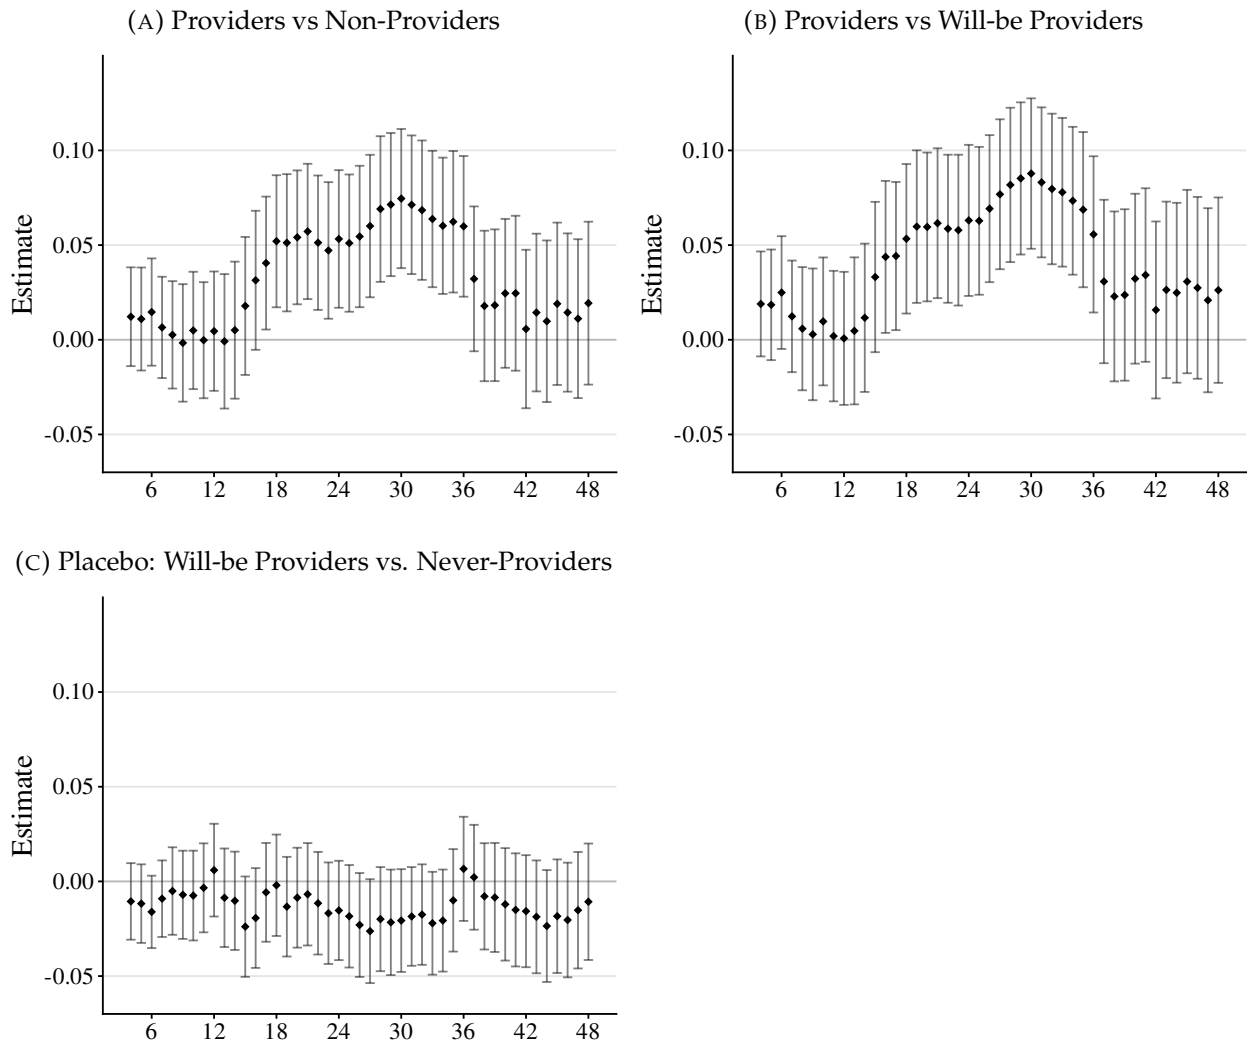 (A) Providers vs Non-Providers
Estimate
0.10
0.05
0.00
-0.05
6 12 18 24 30 36 42 48
(B) Providers vs Will-be Providers
Estimate
0.10
0.05
0.00
-0.05
6 12 18 24 30 36 42 48
(C) Placebo: Will-be Providers vs. Never-Providers
Estimate
0.10
0.05
0.00
-0.05
6 12 18 24 30 36 42 48